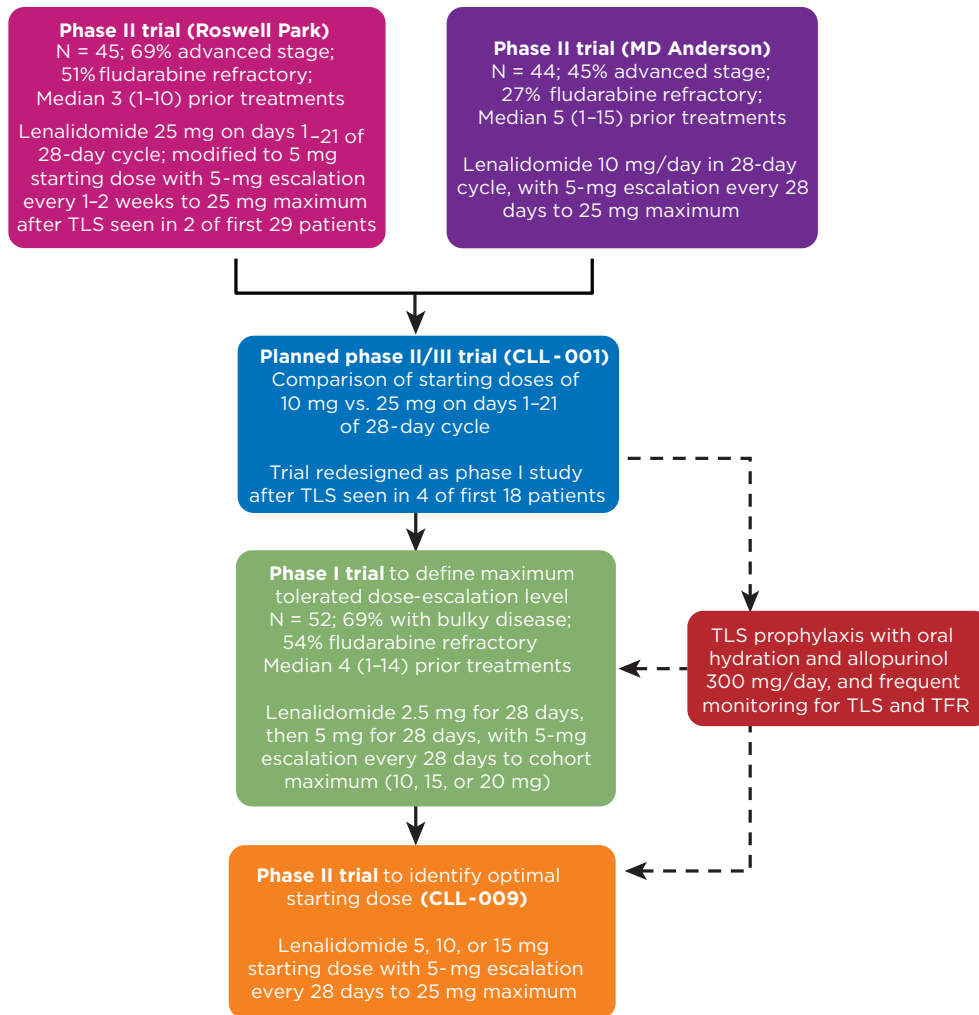 Phase II trial (Roswell Park)
N = 45; 69% advanced stage;
51% fludarabine refractory;
Median 3 (1–10) prior treatments
Lenalidomide 25 mg on days 1–21 of
28-day cycle; modified to 5 mg
starting dose with 5-mg escalation
every 1–2 weeks to 25 mg maximum
after TLS seen in 2 of first 29 patients
Phase II trial (MD Anderson)
N = 44; 45% advanced stage;
27% fludarabine refractory;
Median 5 (1–15) prior treatments
Lenalidomide 10 mg/day in 28-day
cycle, with 5-mg escalation every 28
days to 25 mg maximum
Planned phase II/III trial (CLL-001)
Comparison of starting doses of
10 mg vs. 25 mg on days 1–21
of 28-day cycle
Trial redesigned as phase I study
after TLS seen in 4 of first 18 patients
Phase I trial to define maximum
tolerated dose-escalation level
N = 52; 69% with bulky disease;
54% fludarabine refractory
Median 4 (1–14) prior treatments
Lenalidomide 2.5 mg for 28 days,
then 5 mg for 28 days, with 5-mg
escalation every 28 days to cohort
maximum (10, 15, or 20 mg)
TLS prophylaxis with oral
hydration and allopurinol
300 mg/day, and frequent
monitoring for TLS and TFR
Phase II trial to identify optimal
starting dose (CLL-009)
Lenalidomide 5, 10, or 15 mg
starting dose with 5-mg escalation
every 28 days to 25 mg maximum